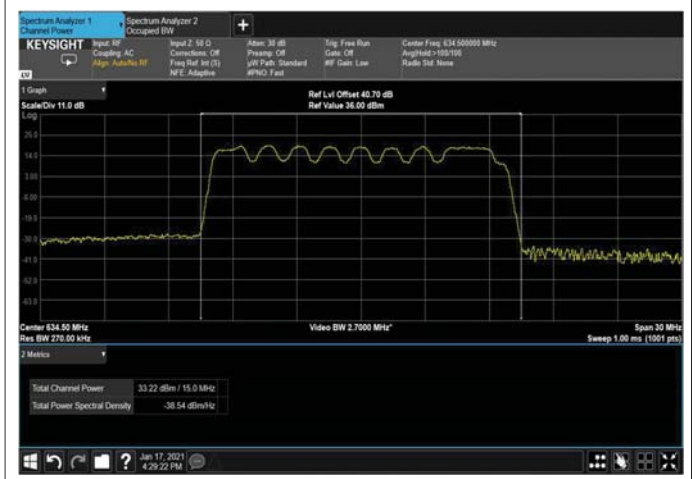 Spectrum Analyzer 1
Channel Power
Spectrum Analyzer 2
Occupied BW
+
KEYSIGHT
Input: RF
Coupling: AC
Align: Auto/No RF
Input Z: 50 Ω
Corrections: Off
Freq Ref: Int (S)
NFE: Adaptive
Atten: 30 dB
Preamp: Off
µW Path: Standard
#PNO: Fast
Trig: Free Run
Gate: Off
#IF Gain: Low
Center Freq: 634.500000 MHz
Avg|Hold:>100/100
Radio Std: None
LV
1 Graph
Scale/Div 11.0 dB
Ref Lvl Offset 40.70 dB
Ref Value 36.00 dBm
Log
25.0
14.0
3.00
-8.00
-19.0
-30.0
-41.0
-52.0
-63.0
Center 634.50 MHz
Res BW 270.00 kHz
Video BW 2.7000 MHz*
Span 30 MHz
Sweep 1.00 ms (1001 pts)
2 Metrics
Total Channel Power 33.22 dBm / 15.0 MHz
Total Power Spectral Density -38.54 dBm/Hz
?
Jan 17, 2021
4:29:22 PM